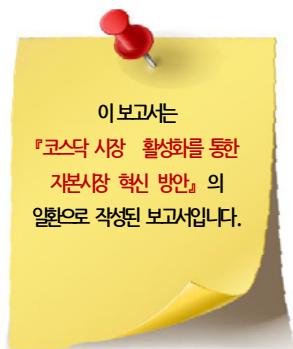 이 보고서는
『코스닥 시장 활성화를 통한
자본시장 혁신 방안』의
일환으로 작성된 보고서입니다.